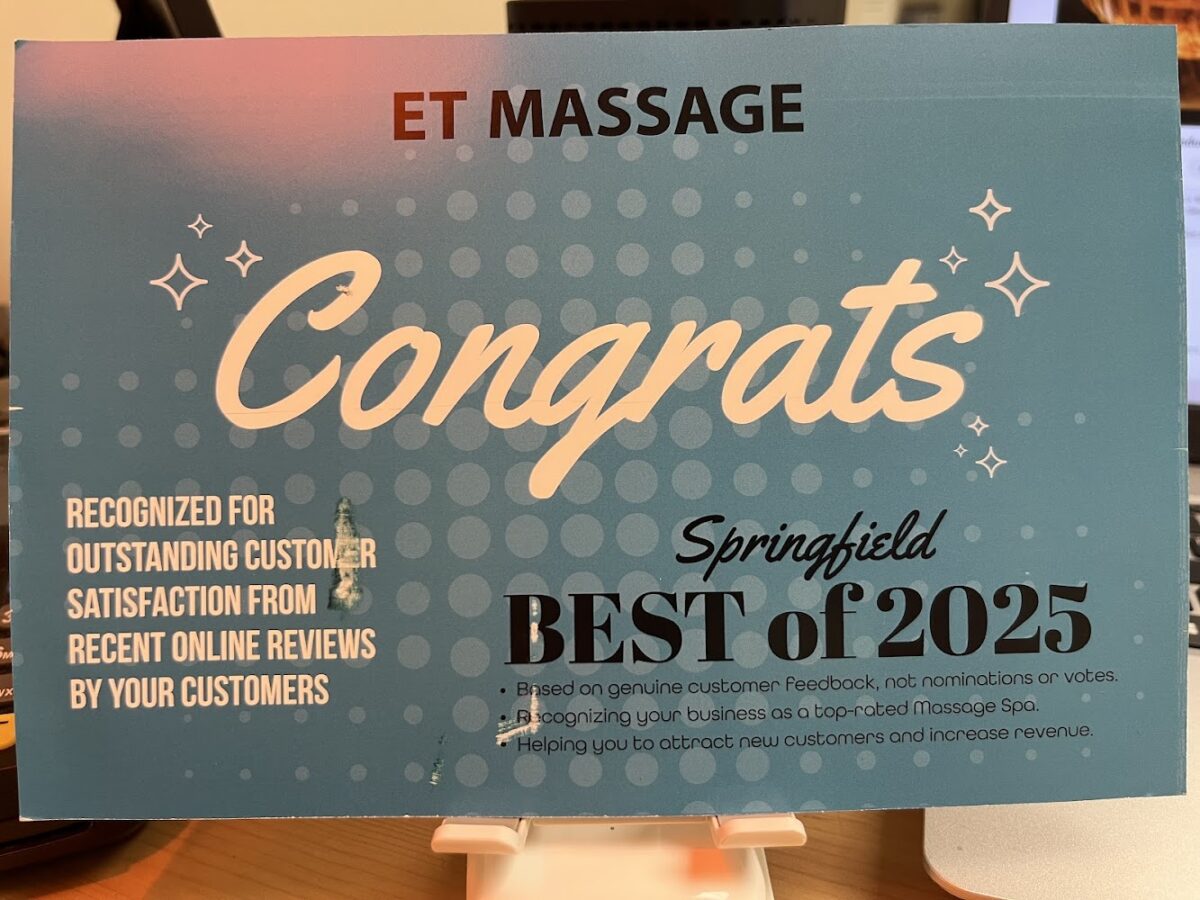 ET MASSAGE
Congrats
RECOGNIZED FOR
OUTSTANDING CUSTOMER
SATISFACTION FROM
RECENT ONLINE REVIEWS
BY YOUR CUSTOMERS
Springfield
BEST of 2025
• Based on genuine customer feedback, not nominations or votes.
• Recognizing your business as a top-rated Massage Spa.
• Helping you to attract new customers and increase revenue.